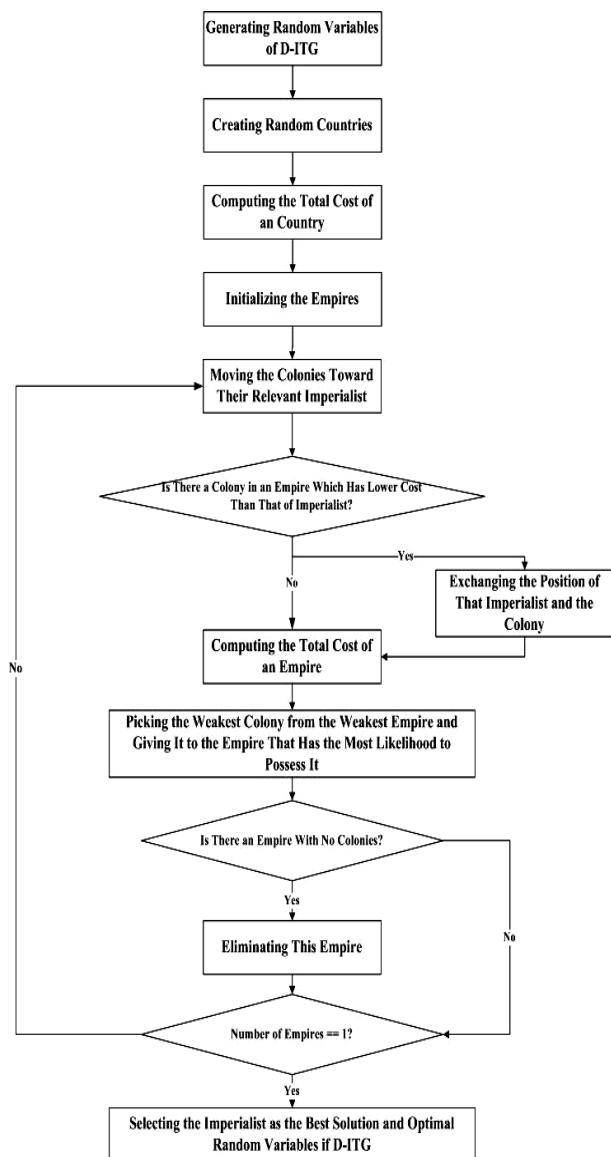 Generating Random Variables
of D-ITG
Creating Random Countries
Computing the Total Cost of
an Country
Initializing the Empires
Moving the Colonies Toward
Their Relevant Imperialist
Is There a Colony in an Empire Which Has Lower Cost
Than That of Imperialist?
Yes
No
Exchanging the Position of
That Imperialist and the
Colony
Computing the Total Cost of
an Empire
No
Picking the Weakest Colony from the Weakest Empire and
Giving It to the Empire That Has the Most Likelihood to
Possess It
Is There an Empire With No Colonies?
Yes
No
Eliminating This Empire
Number of Empires == 1?
Yes
Selecting the Imperialist as the Best Solution and Optimal
Random Variables if D-ITG